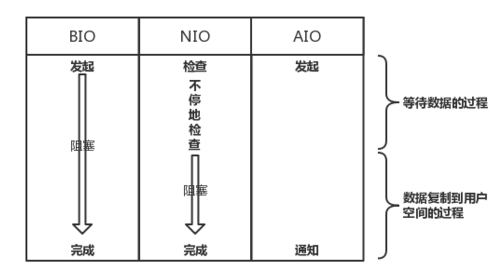 BIO
NIO
AIO
发起
检查
发起
不
停
地
检
查
阻塞
阻塞
完成
完成
通知
等待数据的过程
数据复制到用户
空间的过程